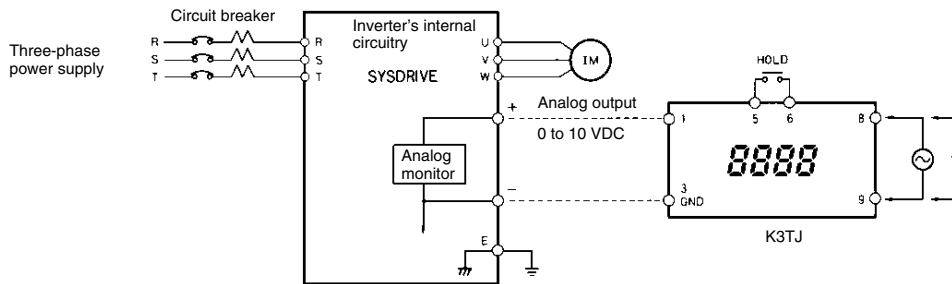 Circuit breaker
Three-phase
power supply
R
S
T
R
S
T
Inverter's internal
circuitry
SYSDRIVE
U
V
W
IM
+
Analog output
0 to 10 VDC
Analog
monitor
−
E
HOLD
1
5
6
8
8888
3
GND
9
K3TJ